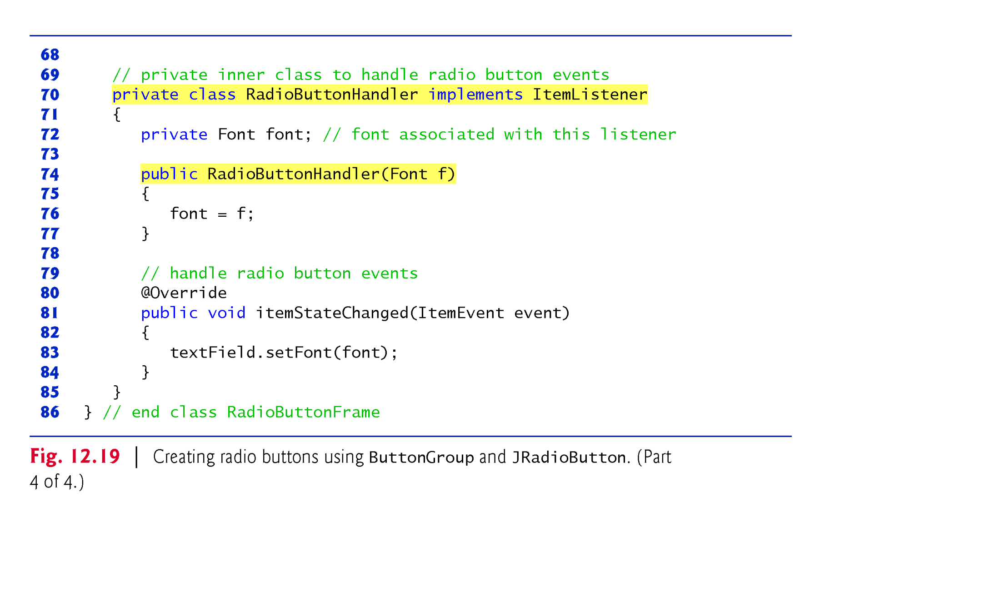 68
69 // private inner class to handle radio button events
70 private class RadioButtonHandler implements ItemListener
71 {
72 private Font font; // font associated with this listener
73
74 public RadioButtonHandler(Font f)
75 {
76 font = f;
77 }
78
79 // handle radio button events
80 @Override
81 public void itemStateChanged(ItemEvent event)
82 {
83 textField.setFont(font);
84 }
85 }
86 } // end class RadioButtonFrame
Fig. 12.19 | Creating radio buttons using ButtonGroup and JRadioButton. (Part
4 of 4.)